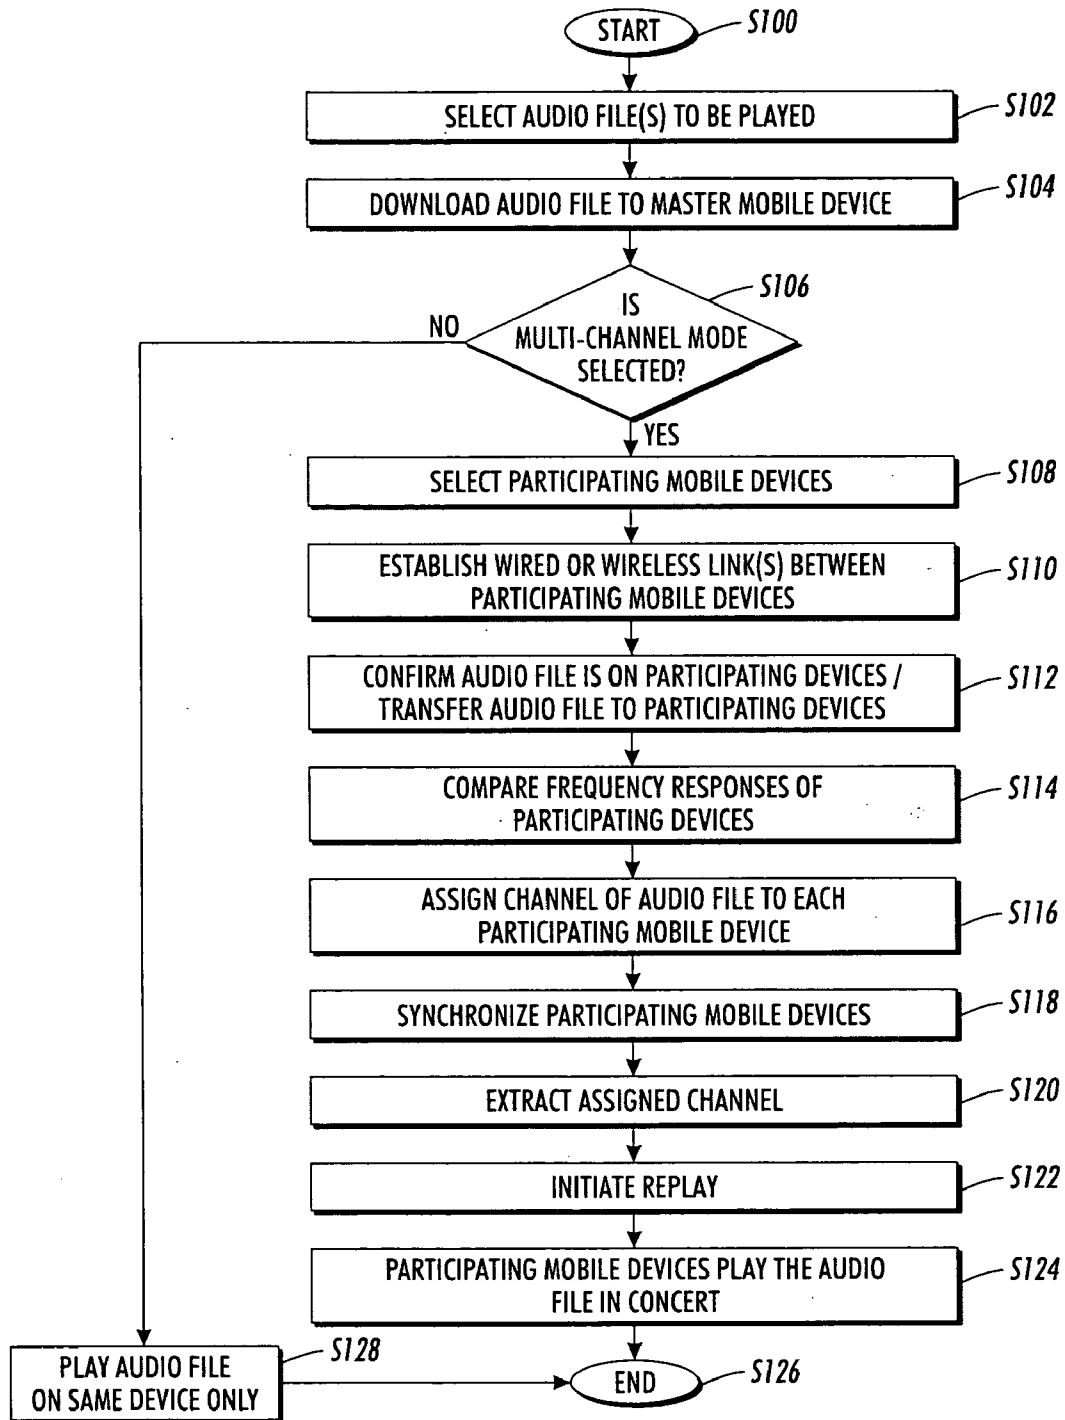 START
S100
SELECT AUDIO FILE(S) TO BE PLAYED
S102
DOWNLOAD AUDIO FILE TO MASTER MOBILE DEVICE
S104
IS
MULTI-CHANNEL MODE
SELECTED?
S106
NO
YES
SELECT PARTICIPATING MOBILE DEVICES
S108
ESTABLISH WIRED OR WIRELESS LINK(S) BETWEEN
PARTICIPATING MOBILE DEVICES
S110
CONFIRM AUDIO FILE IS ON PARTICIPATING DEVICES /
TRANSFER AUDIO FILE TO PARTICIPATING DEVICES
S112
COMPARE FREQUENCY RESPONSES OF
PARTICIPATING DEVICES
S114
ASSIGN CHANNEL OF AUDIO FILE TO EACH
PARTICIPATING MOBILE DEVICE
S116
SYNCHRONIZE PARTICIPATING MOBILE DEVICES
S118
EXTRACT ASSIGNED CHANNEL
S120
INITIATE REPLAY
S122
PARTICIPATING MOBILE DEVICES PLAY THE AUDIO
FILE IN CONCERT
S124
PLAY AUDIO FILE
ON SAME DEVICE ONLY
S128
END
S126